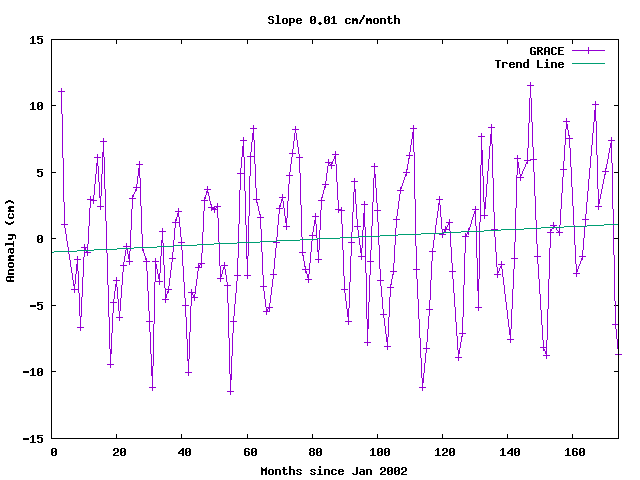 Slope 0.01 cm/month
GRACE
Trend Line
15
10
5
0
-5
-10
-15
Anomaly (cm)
0 20 40 60 80 100 120 140 160
Months since Jan 2002